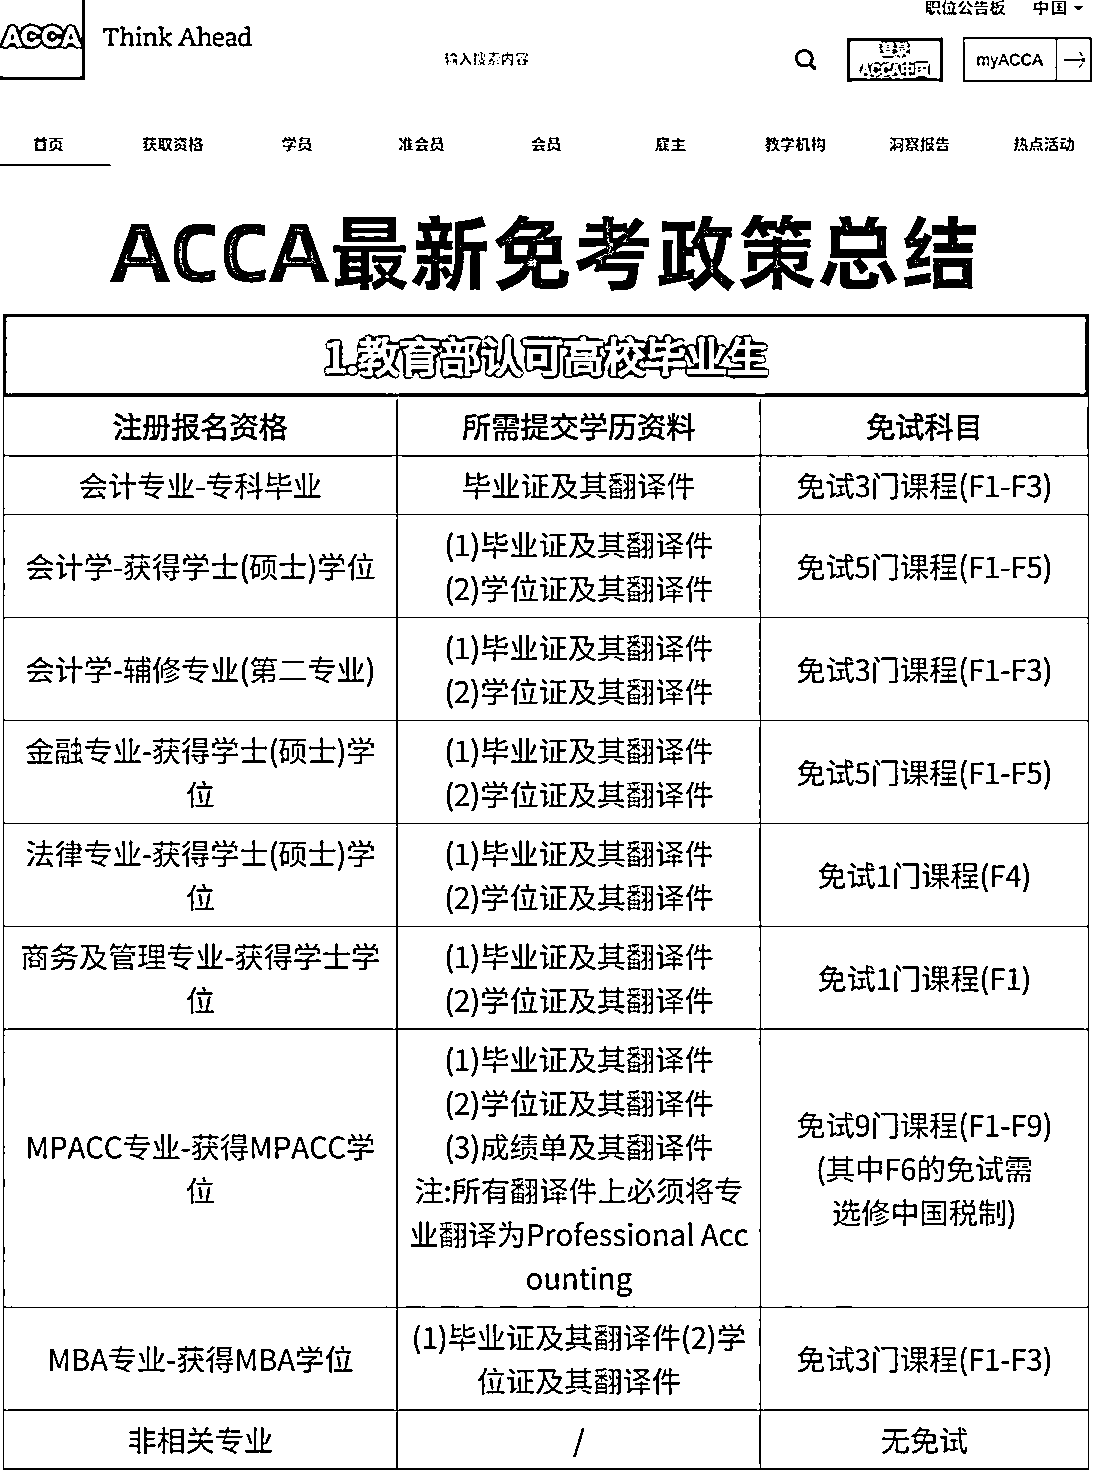 职位公告板 中国
ACCA Think Ahead
输入搜索内容
登录
ACCA中国
myACCA
首页 获取资格 学员 准会员 会员 雇主 教学机构 洞察报告 热点活动
ACCA最新免考政策总结
1.教育部认可高校毕业生
注册报名资格 所需提交学历资料 免试科目
会计专业-专科毕业 毕业证及其翻译件 免试3门课程(F1-F3)
会计学-获得学士(硕士)学位
(1)毕业证及其翻译件
(2)学位证及其翻译件
免试5门课程(F1-F5)
会计学-辅修专业(第二专业)
(1)毕业证及其翻译件
(2)学位证及其翻译件
免试3门课程(F1-F3)
金融专业-获得学士(硕士)学
位
(1)毕业证及其翻译件
(2)学位证及其翻译件
免试5门课程(F1-F5)
法律专业-获得学士(硕士)学
位
(1)毕业证及其翻译件
(2)学位证及其翻译件
免试1门课程(F4)
商务及管理专业-获得学士学
位
(1)毕业证及其翻译件
(2)学位证及其翻译件
免试1门课程(F1)
MPACC专业-获得MPACC学
位
(1)毕业证及其翻译件
(2)学位证及其翻译件
(3)成绩单及其翻译件
注:所有翻译件上必须将专
业翻译为Professional Acc
ounting
免试9门课程(F1-F9)
(其中F6的免试需
选修中国税制)
MBA专业-获得MBA学位
(1)毕业证及其翻译件(2)学
位证及其翻译件
免试3门课程(F1-F3)
非相关专业 / 无免试